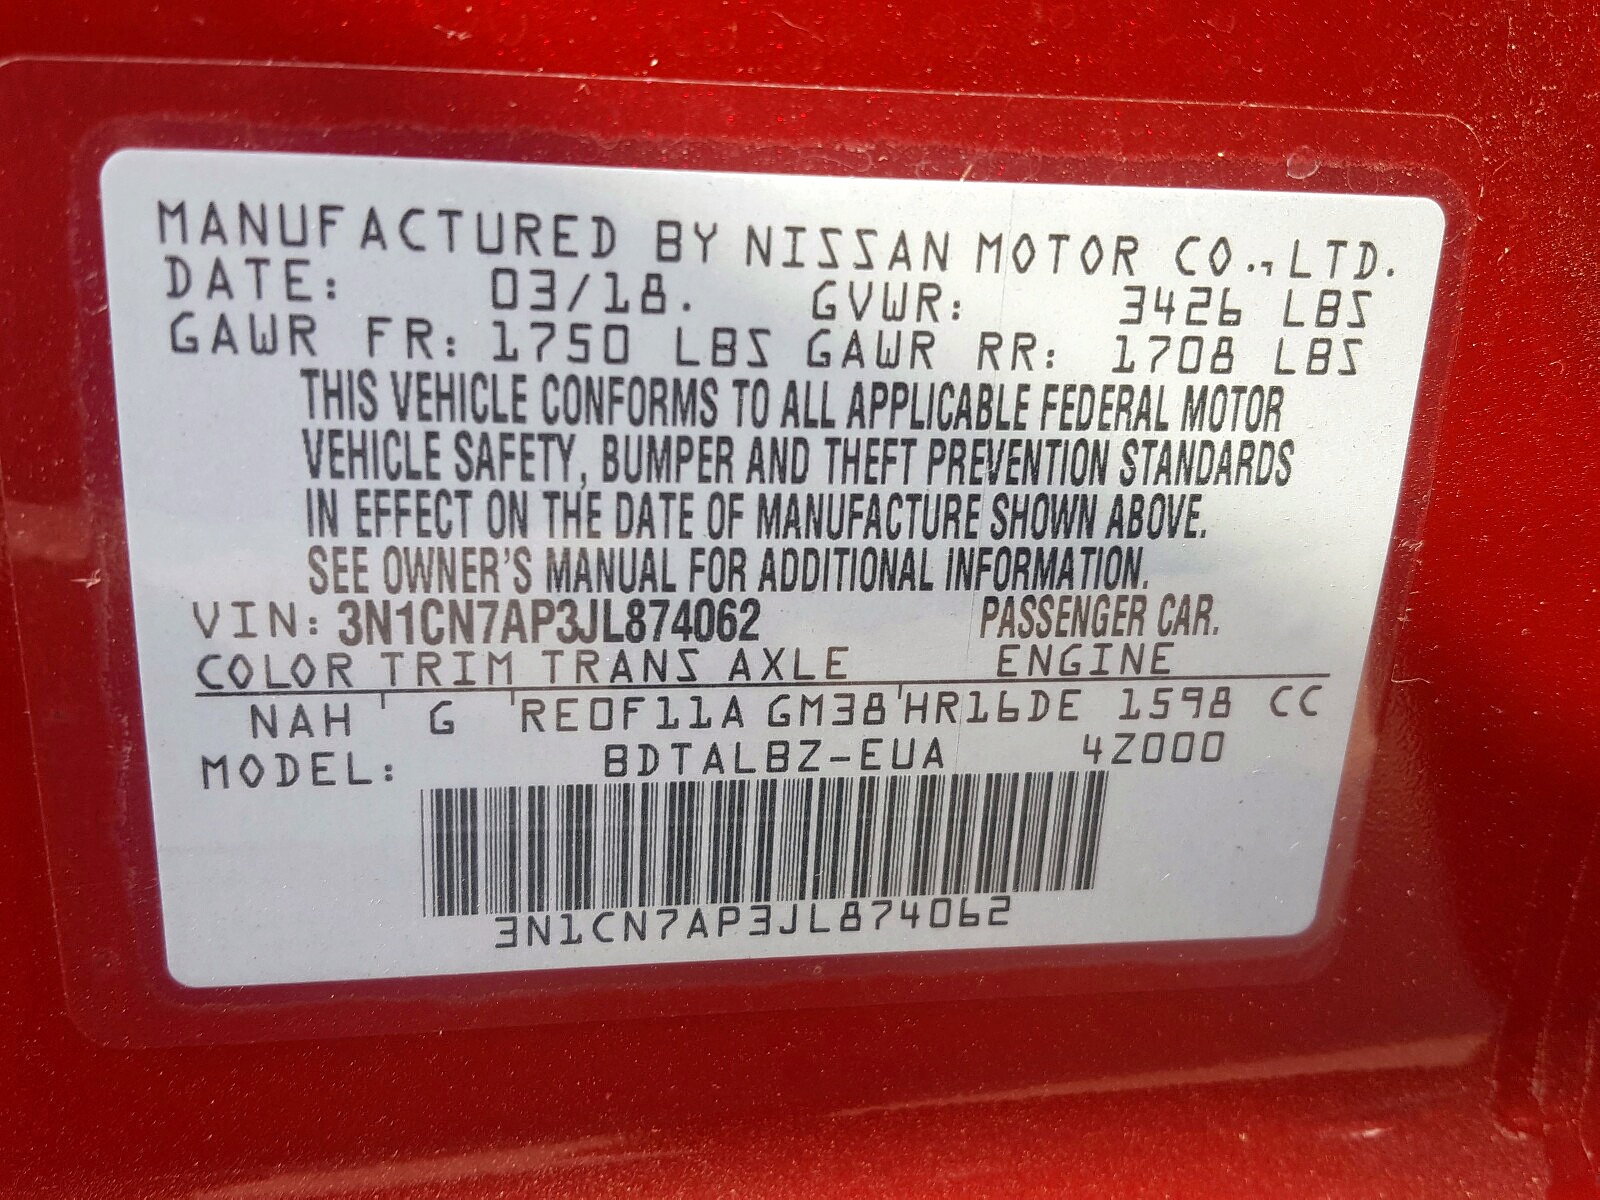 MANUFACTURED BY NISSAN MOTOR CO., LTD.
DATE: 03/18. GVWR: 3426 LBS
GAWR FR: 1750 LBS GAWR RR: 1708 LBS
THIS VEHICLE CONFORMS TO ALL APPLICABLE FEDERAL MOTOR
VEHICLE SAFETY, BUMPER AND THEFT PREVENTION STANDARDS
IN EFFECT ON THE DATE OF MANUFACTURE SHOWN ABOVE.
SEE OWNER'S MANUAL FOR ADDITIONAL INFORMATION.
VIN: 3N1CN7AP3JL874062 PASSENGER CAR.
COLOR TRIM TRANS AXLE ENGINE
NAH G RE0F11A GM38 HR16DE 1598 CC
MODEL: BDTALBZ-EUA 4Z000
3N1CN7AP3JL874062